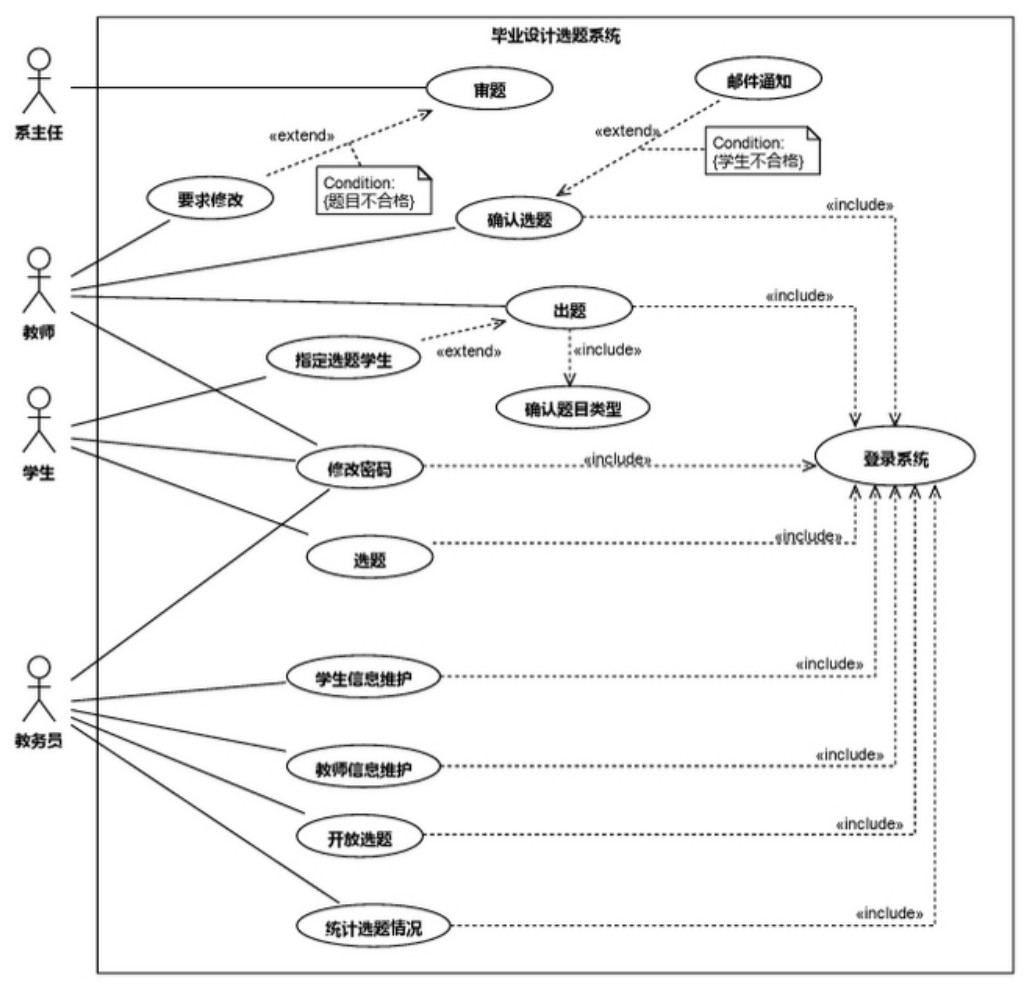 毕业设计选题系统
系主任
审题
邮件通知
«extend»
«extend»
Condition:
{学生不合格}
Condition:
{题目不合格}
要求修改
确认选题
«include»
教师
出题
«include»
指定选题学生
«extend»
«include»
确认题目类型
学生
修改密码
«include»
登录系统
选题
«include»
学生信息维护
«include»
教务员
教师信息维护
«include»
开放选题
«include»
统计选题情况
«include»